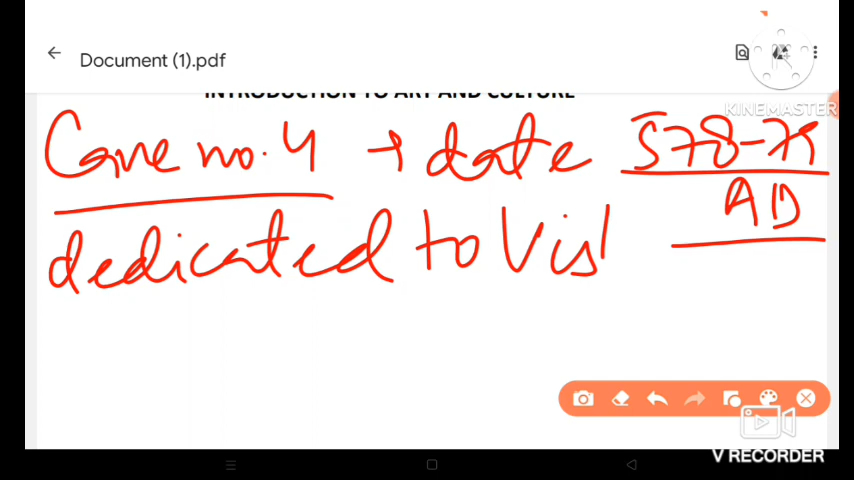 Document (1).pdf
KINEMASTER
INTRODUCTION TO ART AND CULTURE
Cave no. 4 → date 578-79
AD
dedicated to Vis
V RECORDER